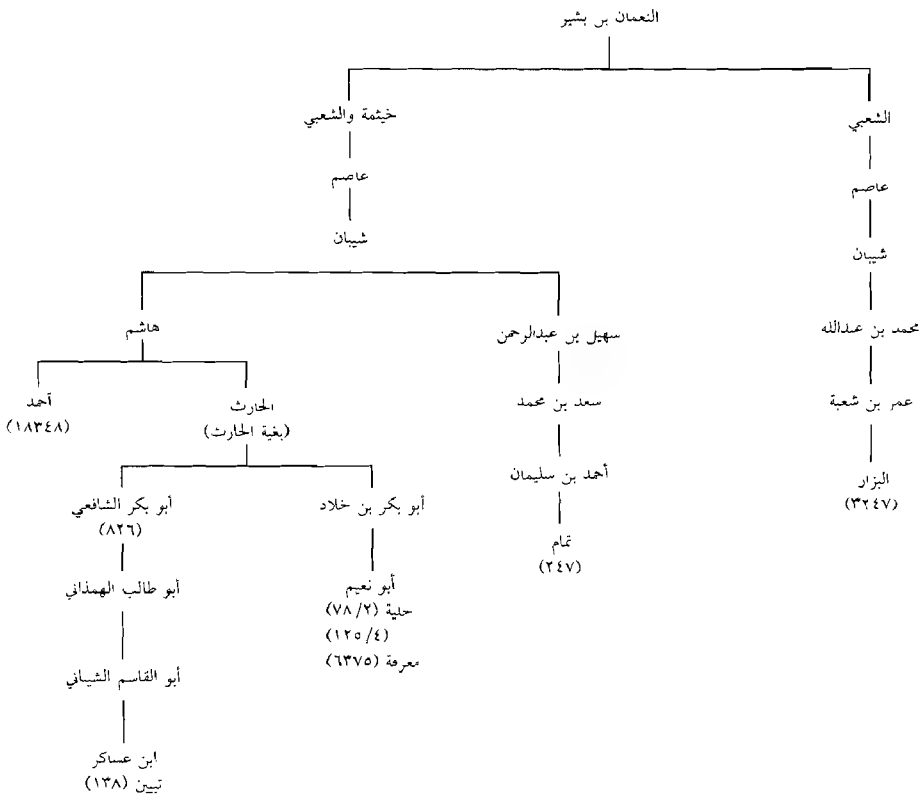 النعمان بن بشير
الشعبي
خيثمة والشعبي
عاصم
عاصم
شيبان
شيبان
محمد بن عبدالله
سهيل بن عبدالرحمن
هاشم
عمر بن شعبة
سعد بن محمد
الحارث
(بغية الحارث)
أحمد
(١٨٣٤٨)
البزار
(٣٢٤٧)
أحمد بن سليمان
تمام
(٢٤٧)
أبو بكر بن خلاد
أبو بكر الشافعي
(٨٢٦)
أبو نعيم
حلية (٧٨/٢)
(١٢٥/٤)
معرفة (٦٣٧٥)
أبو طالب الهمذاني
أبو القاسم الشيباني
ابن عساكر
تبيين (١٣٨)